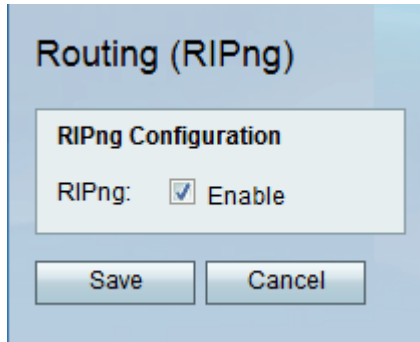 Routing (RIPng)
RIPng Configuration
RIPng: Enable
Save Cancel